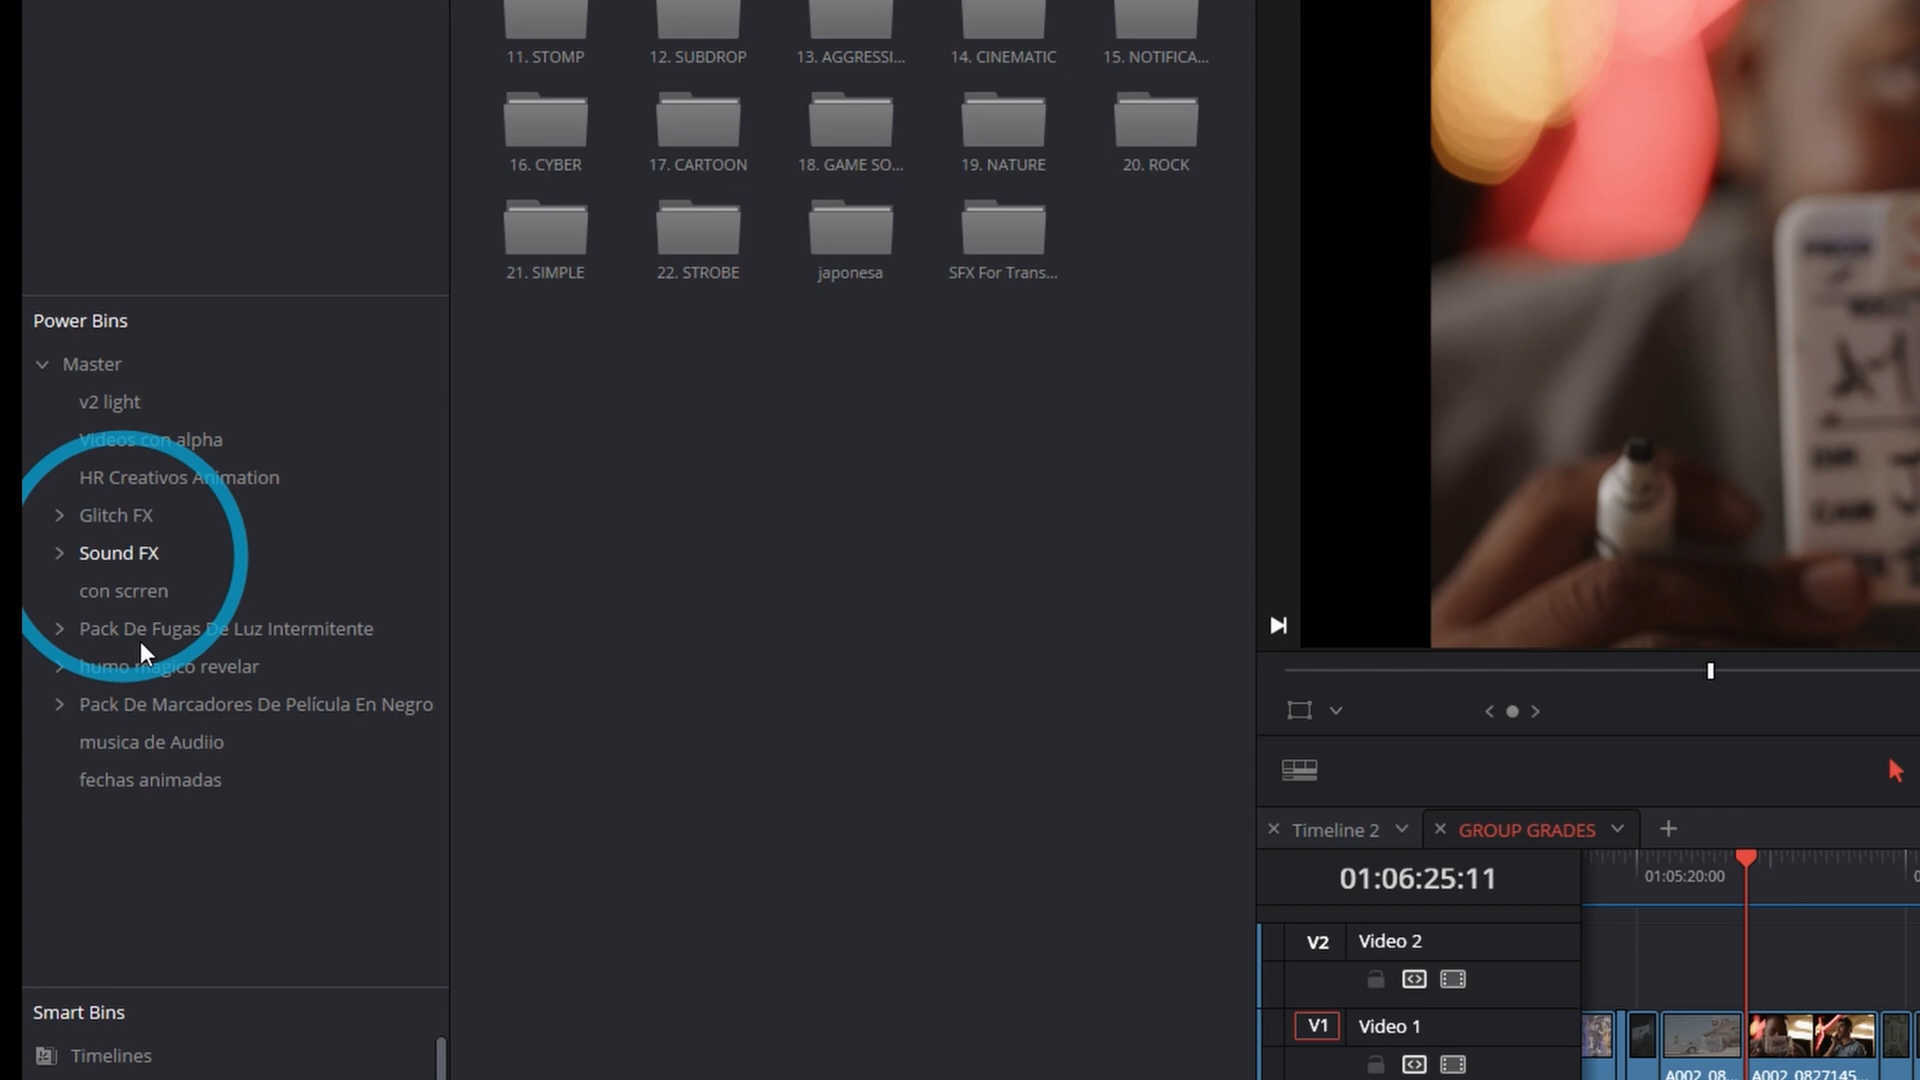 11. STOMP
12. SUBDROP
13. AGGRESSI...
14. CINEMATIC
15. NOTIFICA...
16. CYBER
17. CARTOON
18. GAME SO...
19. NATURE
20. ROCK
21. SIMPLE
22. STROBE
japonesa
SFX For Trans...
Power Bins
Master
v2 light
Videos con alpha
HR Creativos Animation
Glitch FX
Sound FX
con scrren
Pack De Fugas De Luz Intermitente
humo magico revelar
Pack De Marcadores De Película En Negro
musica de Audiio
fechas animadas
Smart Bins
Timelines
Timeline 2
GROUP GRADES
01:06:25:11
01:05:20:00
V2 Video 2
V1 Video 1
A002_08...
A002_0827145...